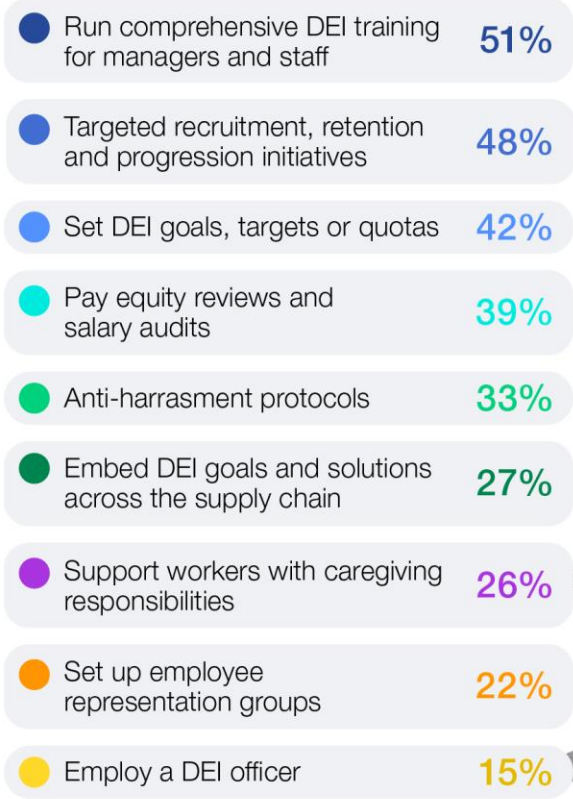 Run comprehensive DEI training
for managers and staff
51%
Targeted recruitment, retention
and progression initiatives
48%
Set DEI goals, targets or quotas 42%
Pay equity reviews and
salary audits
39%
Anti-harrasment protocols 33%
Embed DEI goals and solutions
across the supply chain
27%
Support workers with caregiving
responsibilities
26%
Set up employee
representation groups
22%
Employ a DEI officer 15%